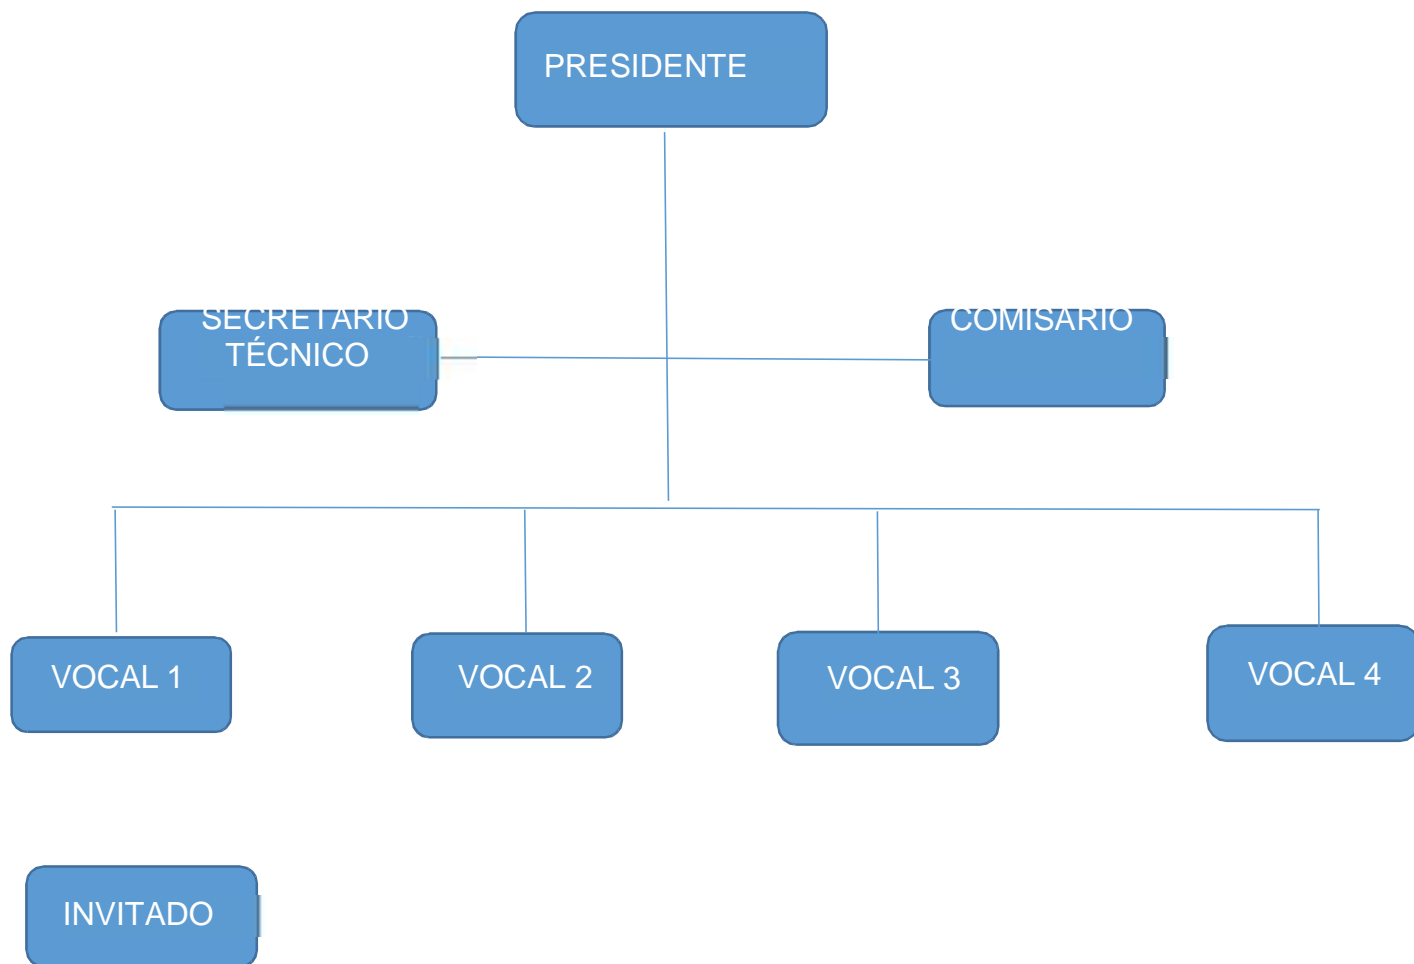 PRESIDENTE
SECRETARIO
TÉCNICO
COMISARIO
VOCAL 1
VOCAL 2
VOCAL 3
VOCAL 4
INVITADO